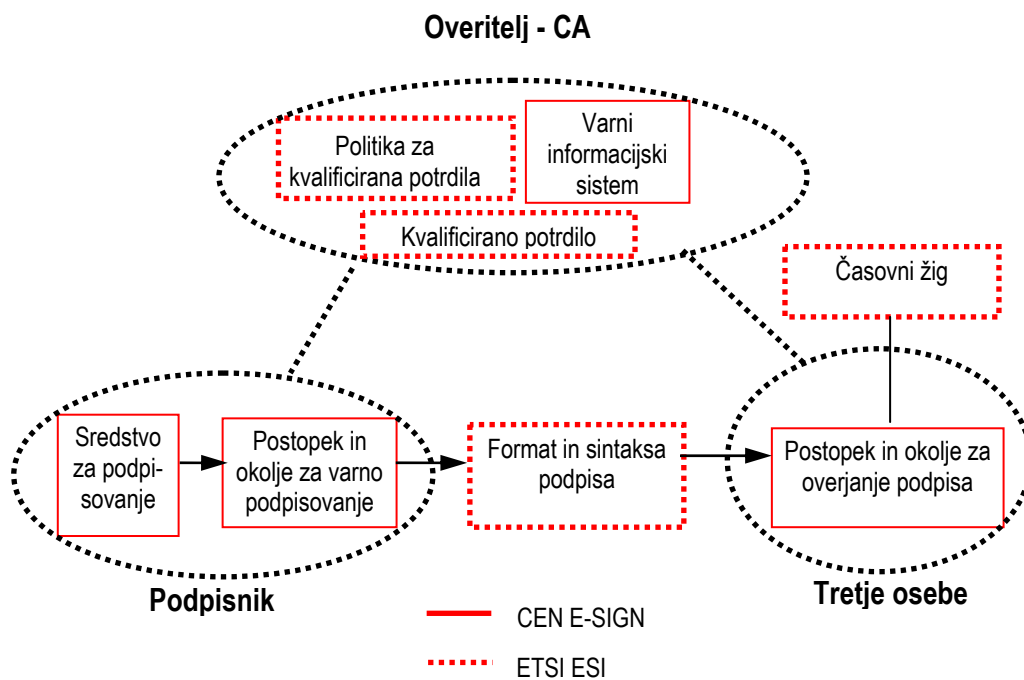 Overitelj - CA
Politika za
kvalificirana potrdila
Varni
informacijski
sistem
Kvalificirano potrdilo
Časovni žig
Sredstvo
za podpi-
sovanje
Postopek in
okolje za varno
podpisovanje
Format in sintaksa
podpisa
Postopek in okolje za
overjanje podpisa
Podpisnik
Tretje osebe
CEN E-SIGN
ETSI ESI